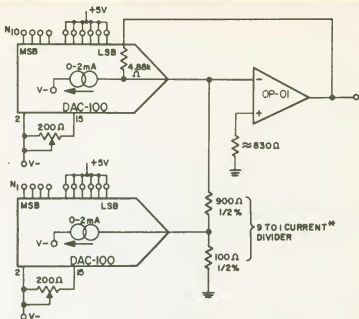 +5V
N10
MSB
LSB
4.88k
Ω
0-2mA
V-
DAC-100
2
15
200Ω
V-
-
OP-01
+
≈830Ω
+5V
N1
MSB
LSB
0-2mA
V-
DAC-100
2
15
200Ω
V-
900Ω
1/2%
100Ω
1/2%
9 TO 1 CURRENT*
DIVIDER